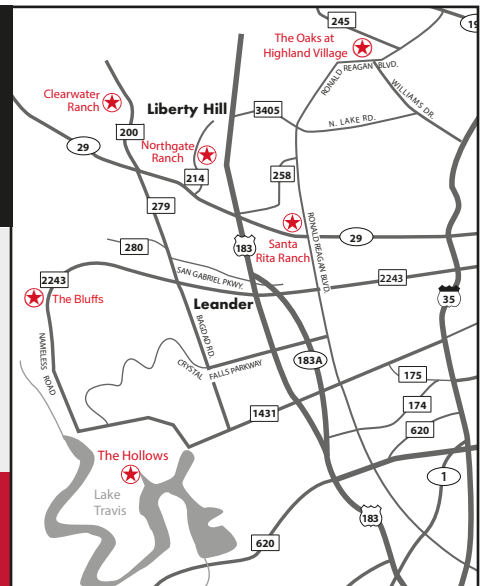 245
19
The Oaks at
Highland Village
RONALD REAGAN BLVD.
WILLIAMS DR.
Clearwater
Ranch
Liberty Hill
3405
N. LAKE RD.
200
29
Northgate
Ranch
214
258
279
RONALD REAGAN BLVD.
Santa
Rita Ranch
29
280
183
SAN GABRIEL PKWY.
2243
2243
The Bluffs
Leander
35
NAMELESS ROAD
BAGDAD RD.
CRYSTAL FALLS PARKWAY
183A
175
174
1431
620
The Hollows
1
Lake
Travis
183
620